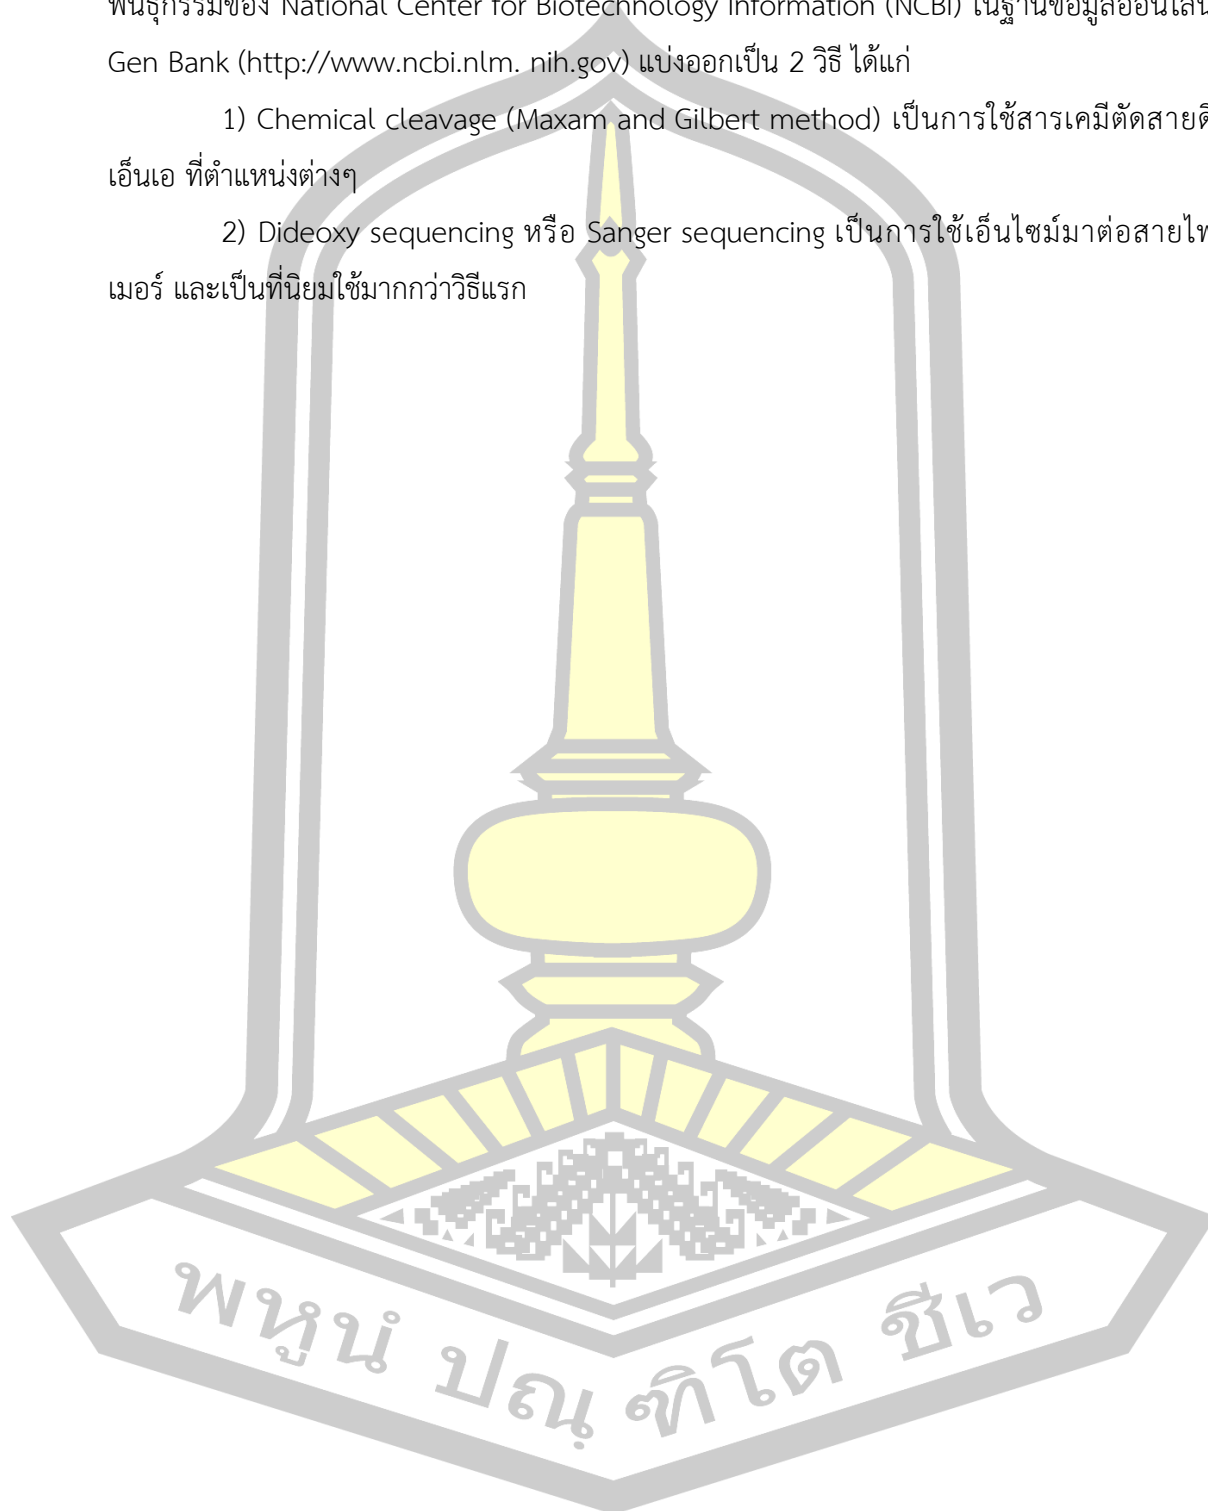 พันธุกรรมของ National Center for Biotechnology Information (NCBI) ในฐานข้อมูลออนไลน์
Gen Bank (http://www.ncbi.nlm. nih.gov) แบ่งออกเป็น 2 วิธี ได้แก่
1) Chemical cleavage (Maxam and Gilbert method) เป็นการใช้สารเคมีตัดสายดี
เอ็นเอ ที่ตำแหน่งต่างๆ
2) Dideoxy sequencing หรือ Sanger sequencing เป็นการใช้เอ็นไซม์มาต่อสายไพ
เมอร์ และเป็นที่นิยมใช้มากกว่าวิธีแรก
พหูนํ ปณฺ ฑิโต ชีเว